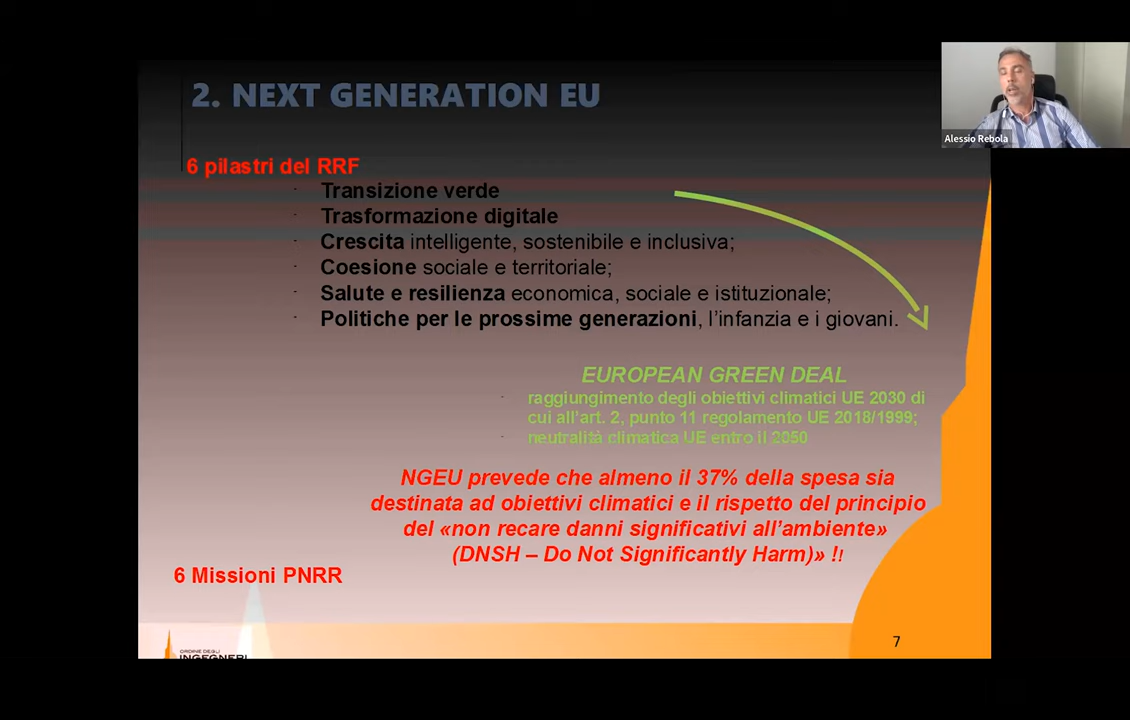 2. NEXT GENERATION EU
Alessio Rebola
6 pilastri del RRF
- Transizione verde
- Trasformazione digitale
- Crescita intelligente, sostenibile e inclusiva;
- Coesione sociale e territoriale;
- Salute e resilienza economica, sociale e istituzionale;
- Politiche per le prossime generazioni, l’infanzia e i giovani.
EUROPEAN GREEN DEAL
- raggiungimento degli obiettivi climatici UE 2030 di
cui all’art. 2, punto 11 regolamento UE 2018/1999;
- neutralità climatica UE entro il 2050
NGEU prevede che almeno il 37% della spesa sia
destinata ad obiettivi climatici e il rispetto del principio
del «non recare danni significativi all’ambiente»
(DNSH – Do Not Significantly Harm)» !!
6 Missioni PNRR
ORDINE DEGLI
INGEGNERI
7